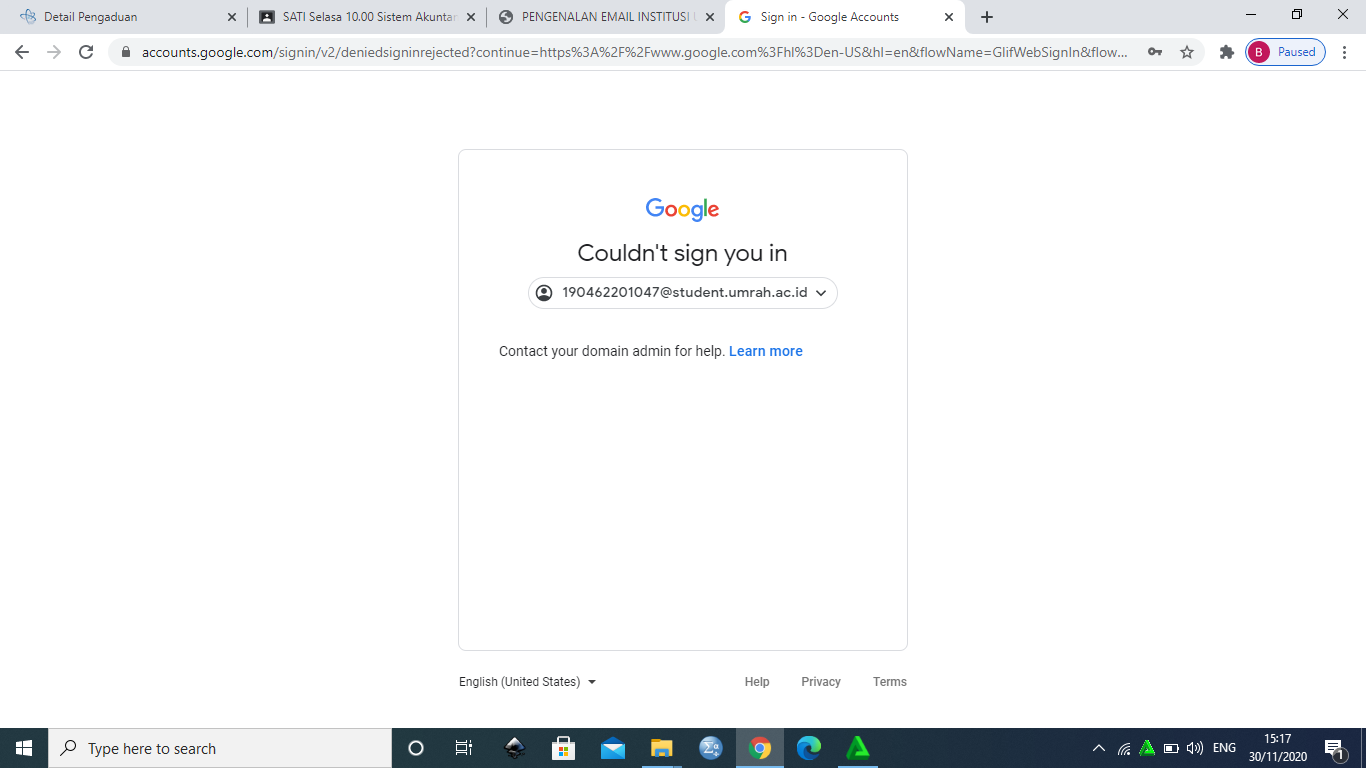 Detail Pengaduan
SATI Selasa 10.00 Sistem Akuntan
PENGENALAN EMAIL INSTITUSI U
Sign in - Google Accounts
accounts.google.com/signin/v2/deniedsigninrejected?continue=https%3A%2F%2Fwww.google.com%3Fhl%3Den-US&hl=en&flowName=GlifWebSignIn&flow...
B Paused
Google
Couldn't sign you in
190462201047@student.umrah.ac.id
Contact your domain admin for help. Learn more
English (United States) Help Privacy Terms
Type here to search
ENG
15:17
30/11/2020
1